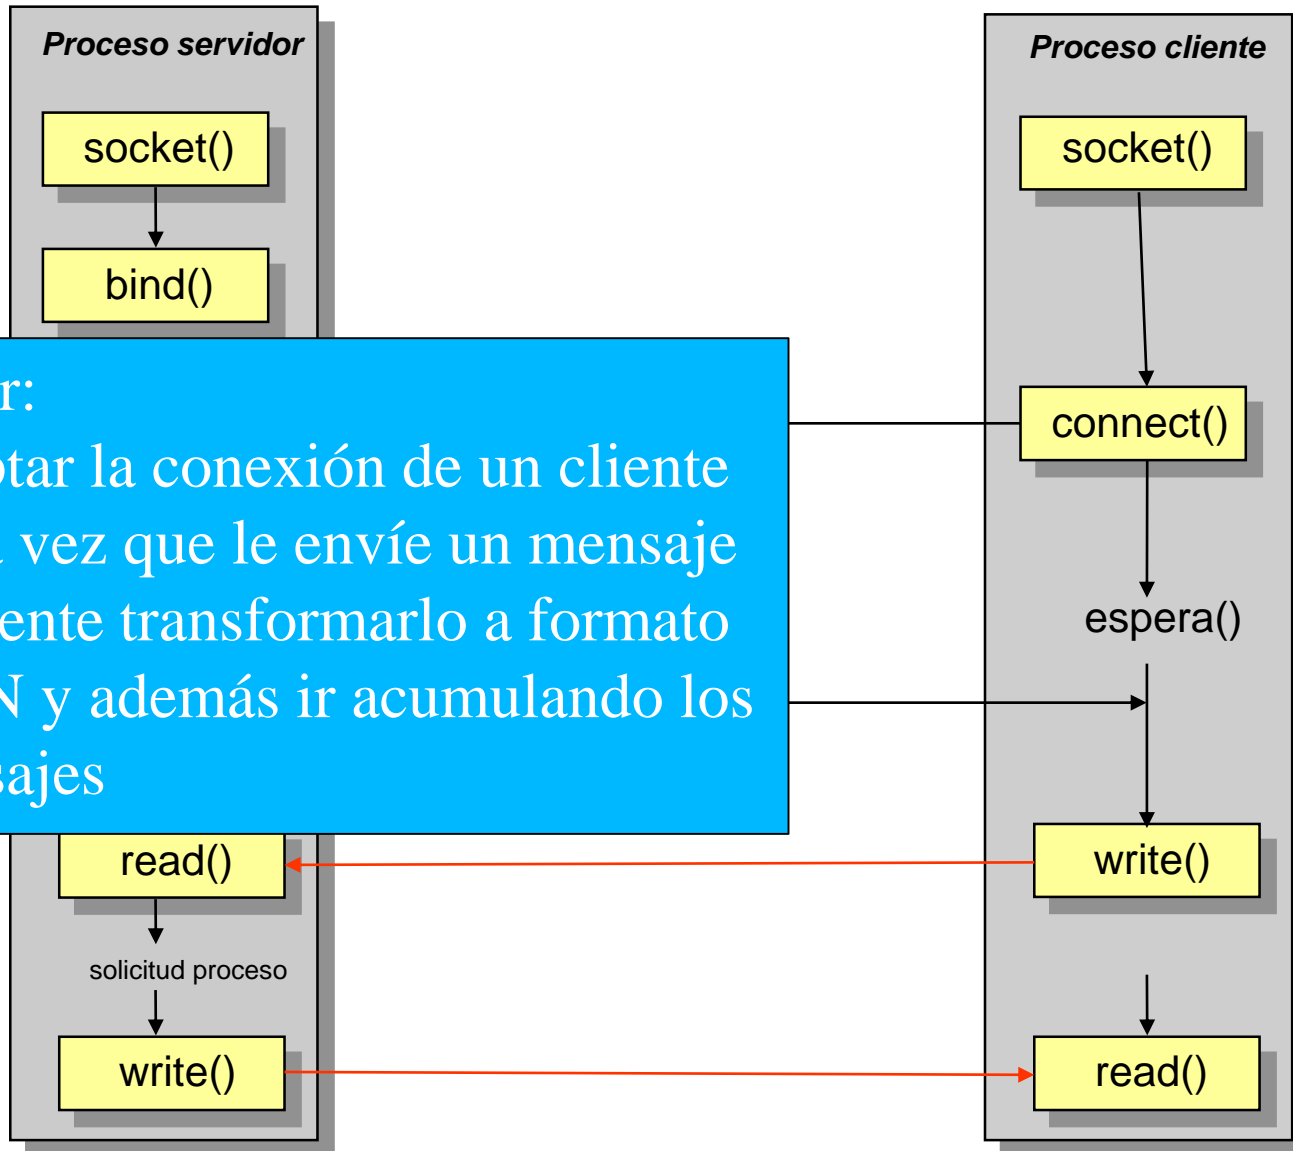 Proceso servidor
socket()
bind()
r:
tar la conexión de un cliente
vez que le envíe un mensaje
ente transformarlo a formato
N y además ir acumulando los
sajes
read()
solicitud proceso
write()
Proceso cliente
socket()
connect()
espera()
write()
read()